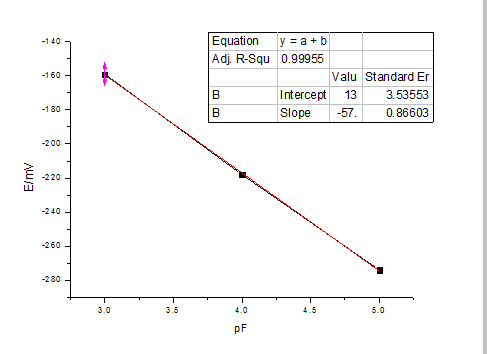 Equation y = a + b
Adj. R-Squ 0.99955
Valu Standard Er
B Intercept 13 3.53553
B Slope -57. 0.86603
-140
-160
-180
-200
-220
-240
-260
-280
E/mV
3.0 3.5 4.0 4.5 5.0
pF